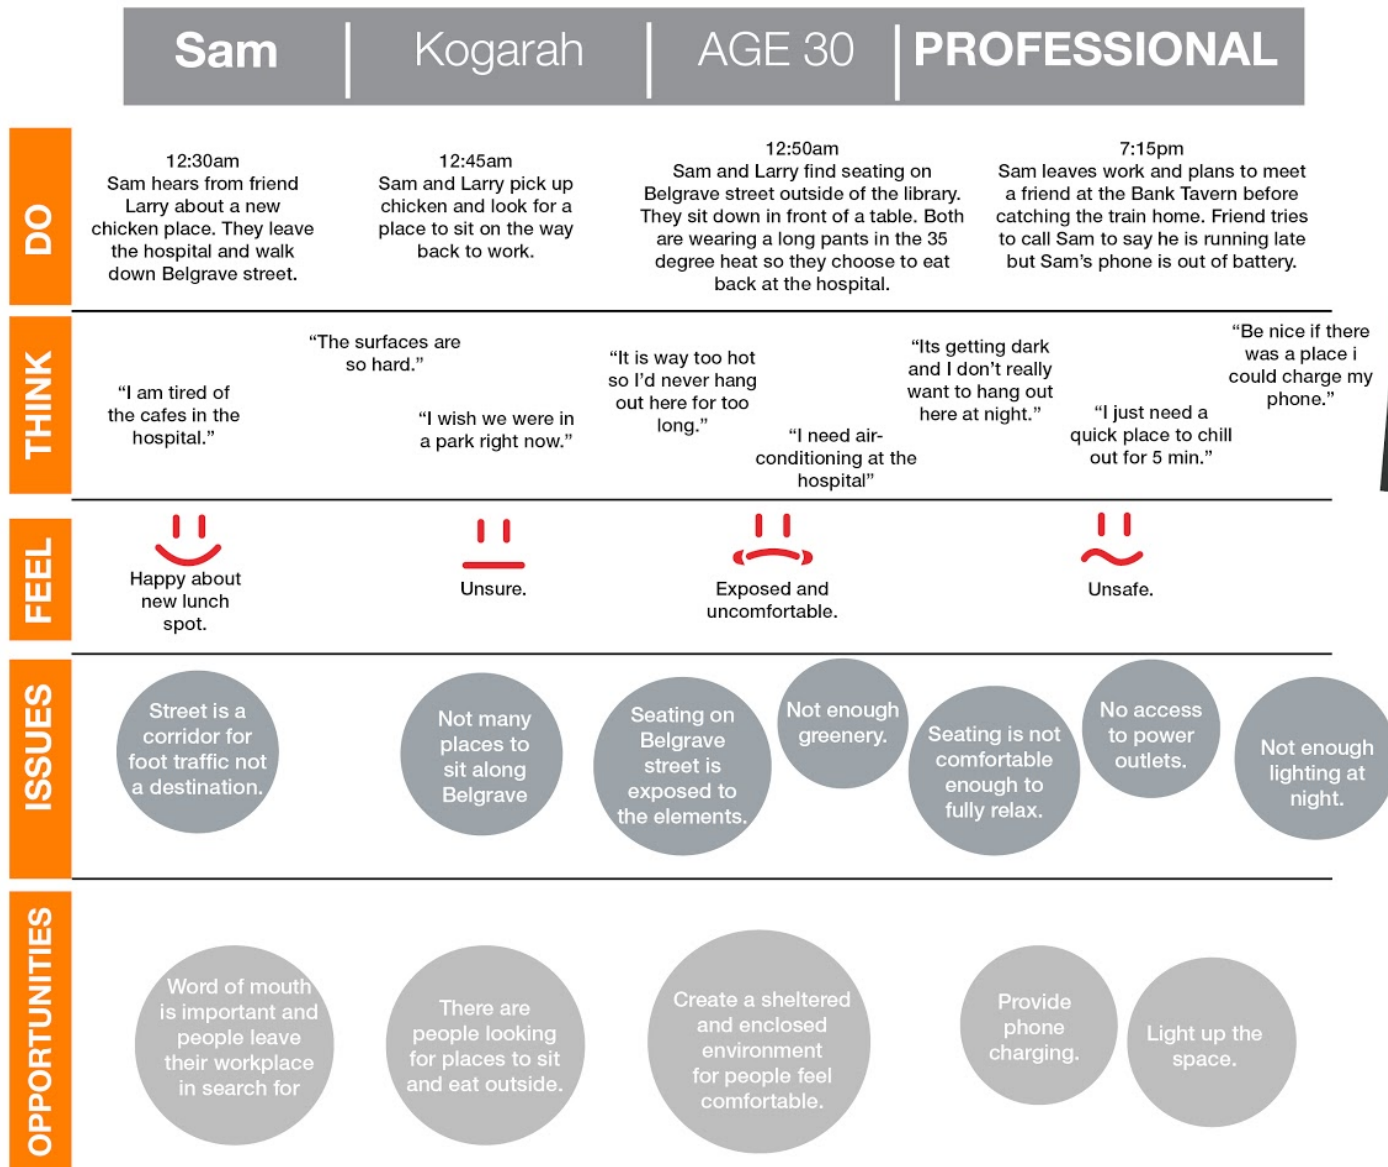 Sam
Kogarah
AGE 30
PROFESSIONAL
DO
12:30am
Sam hears from friend
Larry about a new
chicken place. They leave
the hospital and walk
down Belgrave street.
12:45am
Sam and Larry pick up
chicken and look for a
place to sit on the way
back to work.
12:50am
Sam and Larry find seating on
Belgrave street outside of the library.
They sit down in front of a table. Both
are wearing a long pants in the 35
degree heat so they choose to eat
back at the hospital.
7:15pm
Sam leaves work and plans to meet
a friend at the Bank Tavern before
catching the train home. Friend tries
to call Sam to say he is running late
but Sam's phone is out of battery.
THINK
“I am tired of
the cafes in the
hospital.”
“The surfaces are
so hard.”
“I wish we were in
a park right now.”
“It is way too hot
so I'd never hang
out here for too
long.”
“I need air-
conditioning at the
hospital”
“Its getting dark
and I don't really
want to hang out
here at night.”
“I just need a
quick place to chill
out for 5 min.”
“Be nice if there
was a place i
could charge my
phone.”
FEEL
Happy about
new lunch
spot.
Unsure.
Exposed and
uncomfortable.
Unsafe.
ISSUES
Street is a
corridor for
foot traffic not
a destination.
Not many
places to
sit along
Belgrave
Seating on
Belgrave
street is
exposed to
the elements.
Not enough
greenery.
Seating is not
comfortable
enough to
fully relax.
No access
to power
outlets.
Not enough
lighting at
night.
OPPORTUNITIES
Word of mouth
is important and
people leave
their workplace
in search for
There are
people looking
for places to sit
and eat outside.
Create a sheltered
and enclosed
environment
for people feel
comfortable.
Provide
phone
charging.
Light up the
space.